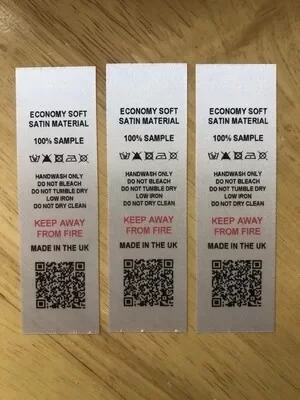 ECONOMY SOFT
SATIN MATERIAL
100% SAMPLE
HANDWASH ONLY
DO NOT BLEACH
DO NOT TUMBLE DRY
LOW IRON
DO NOT DRY CLEAN
KEEP AWAY
FROM FIRE
MADE IN THE UK
ECONOMY SOFT
SATIN MATERIAL
100% SAMPLE
HANDWASH ONLY
DO NOT BLEACH
DO NOT TUMBLE DRY
LOW IRON
DO NOT DRY CLEAN
KEEP AWAY
FROM FIRE
MADE IN THE UK
ECONOMY SOFT
SATIN MATERIAL
100% SAMPLE
HANDWASH ONLY
DO NOT BLEACH
DO NOT TUMBLE DRY
LOW IRON
DO NOT DRY CLEAN
KEEP AWAY
FROM FIRE
MADE IN THE UK